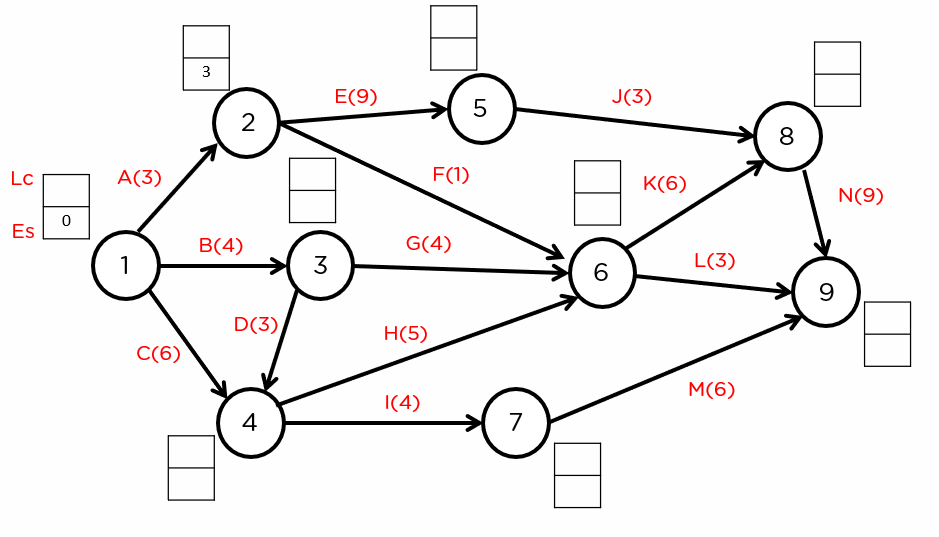 3
2
E(9)
5
J(3)
8
Lc
A(3)
F(1)
K(6)
N(9)
0
Es
B(4)
G(4)
L(3)
1
3
6
9
D(3)
H(5)
C(6)
I(4)
M(6)
4
7